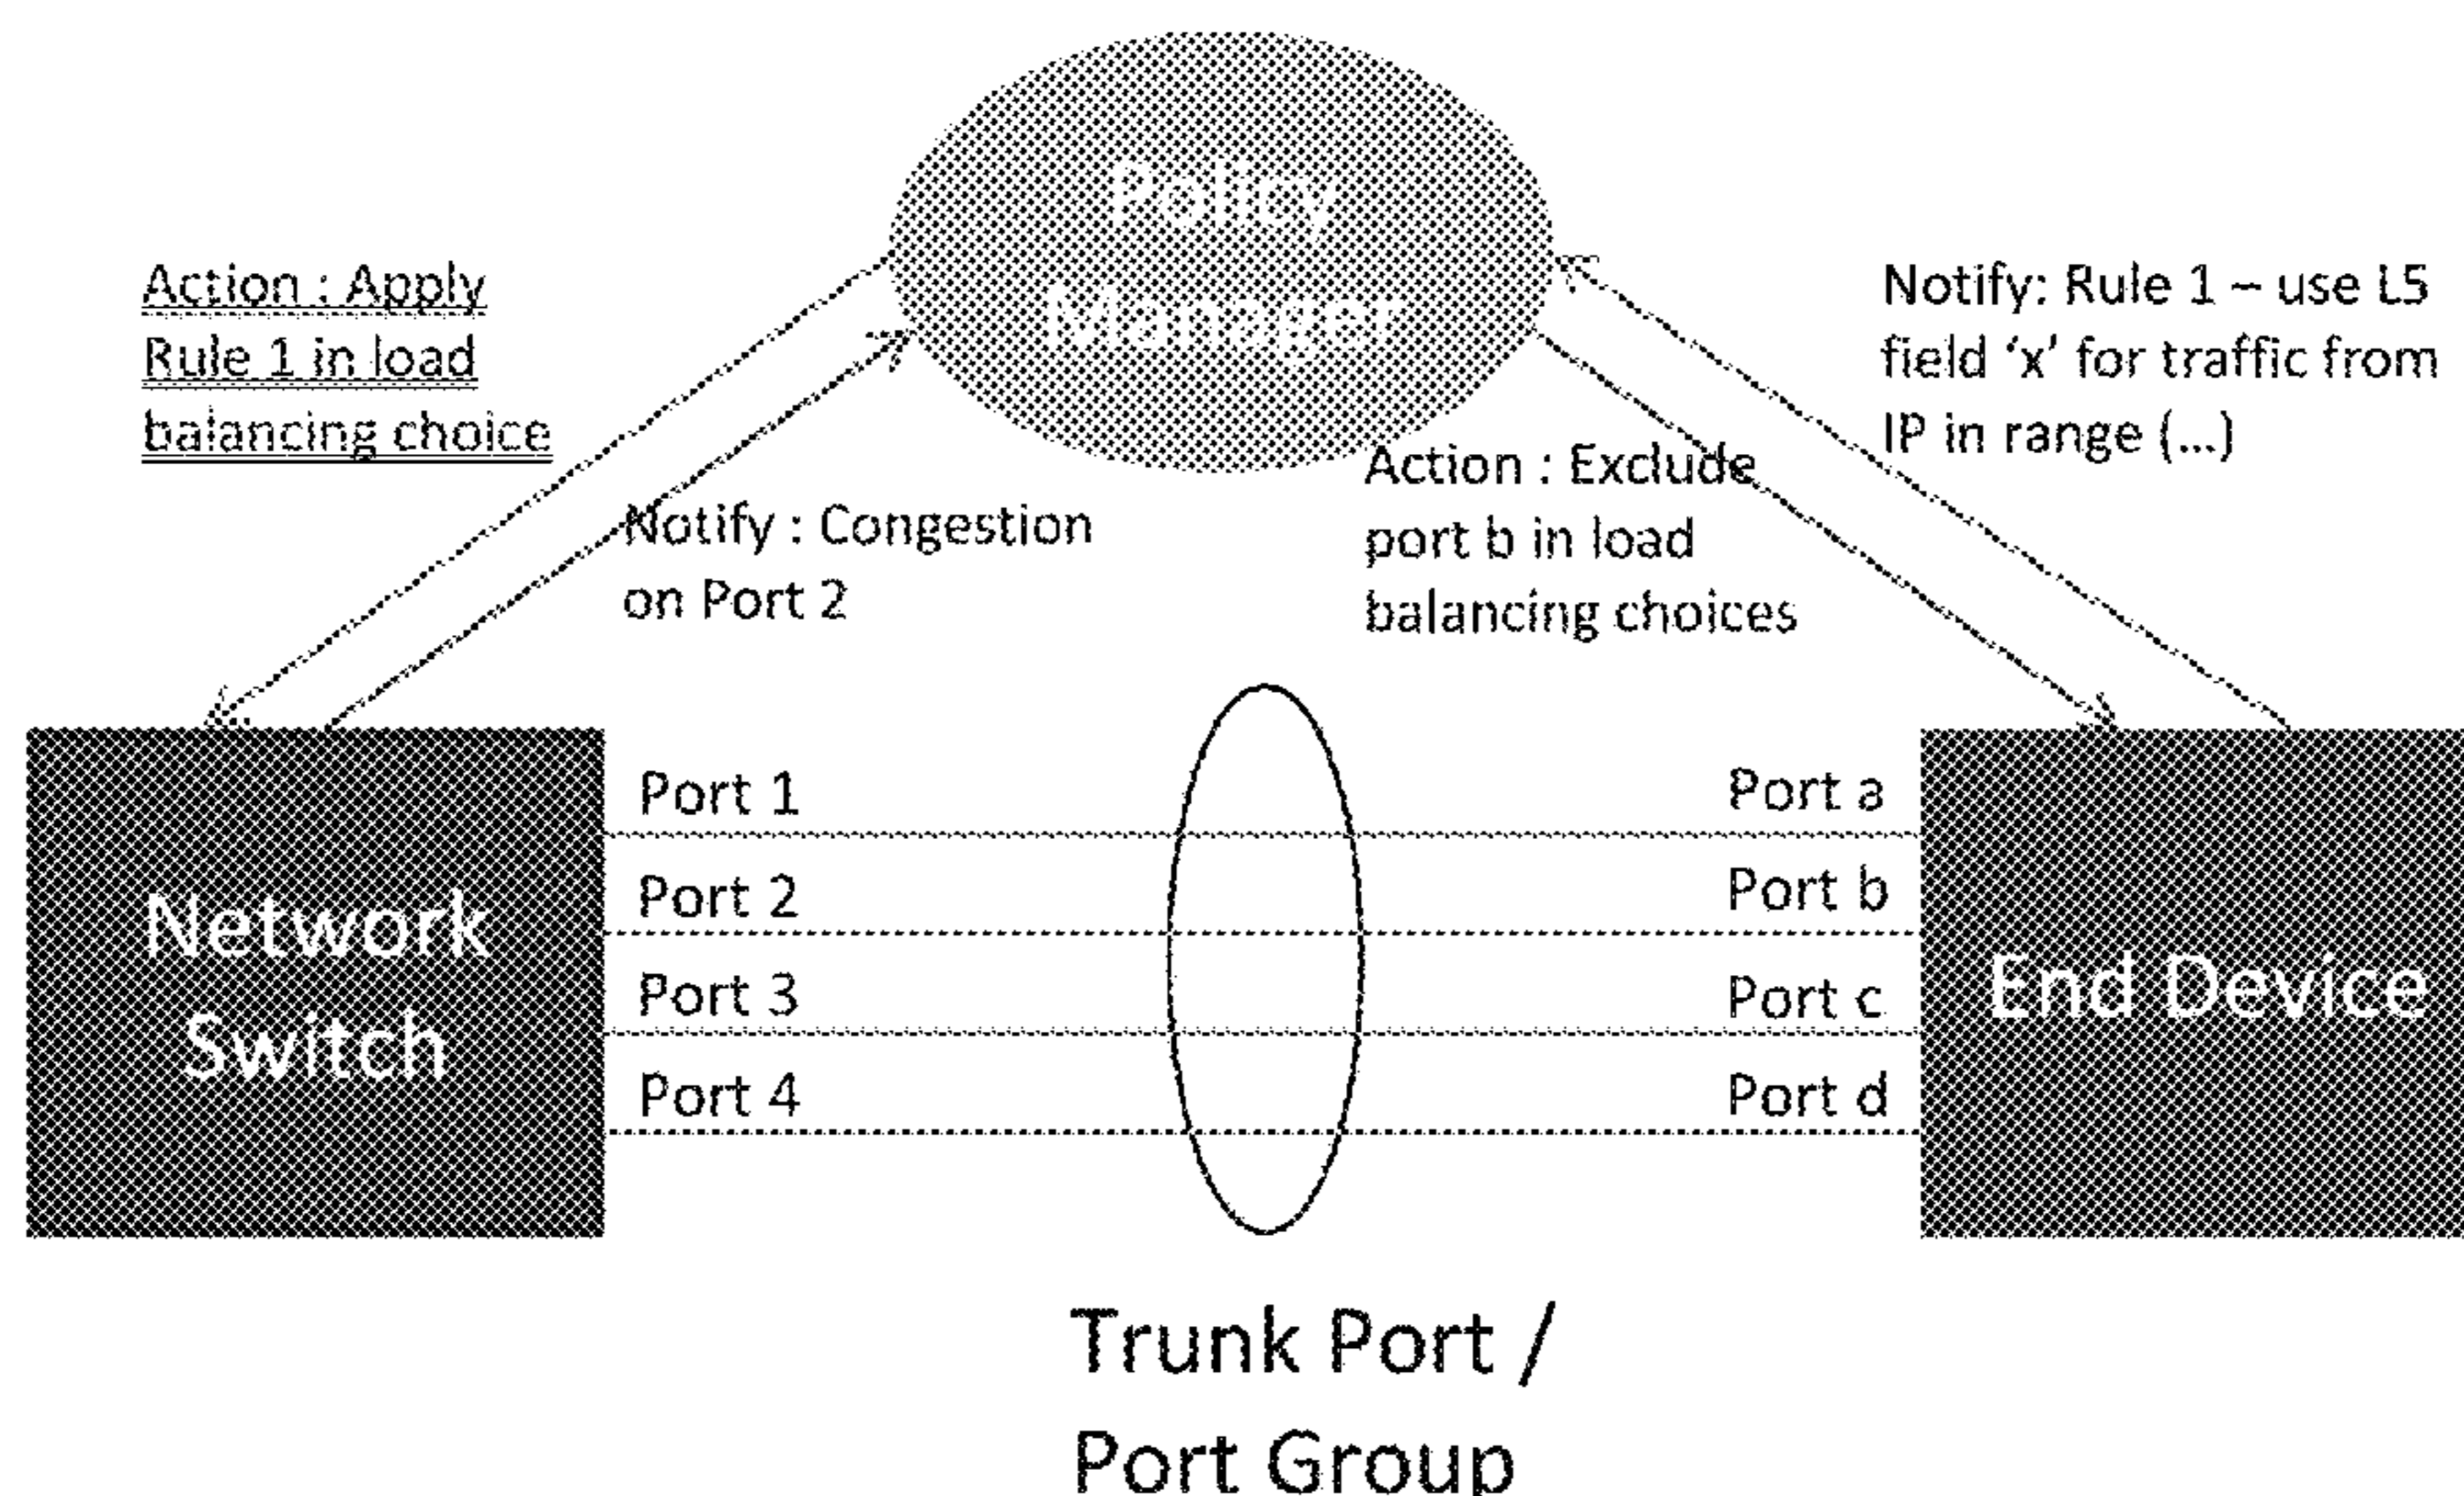 Policy
Manager
Action : Apply
Rule 1 in load
balancing choice
Notify: Rule 1 – use L5
field ‘x’ for traffic from
IP in range (...)
Notify : Congestion
on Port 2
Action : Exclude
port b in load
balancing choices
Port 1
Port 2
Port 3
Port 4
Port a
Port b
Port c
Port d
Network
Switch
End Device
Trunk Port /
Port Group